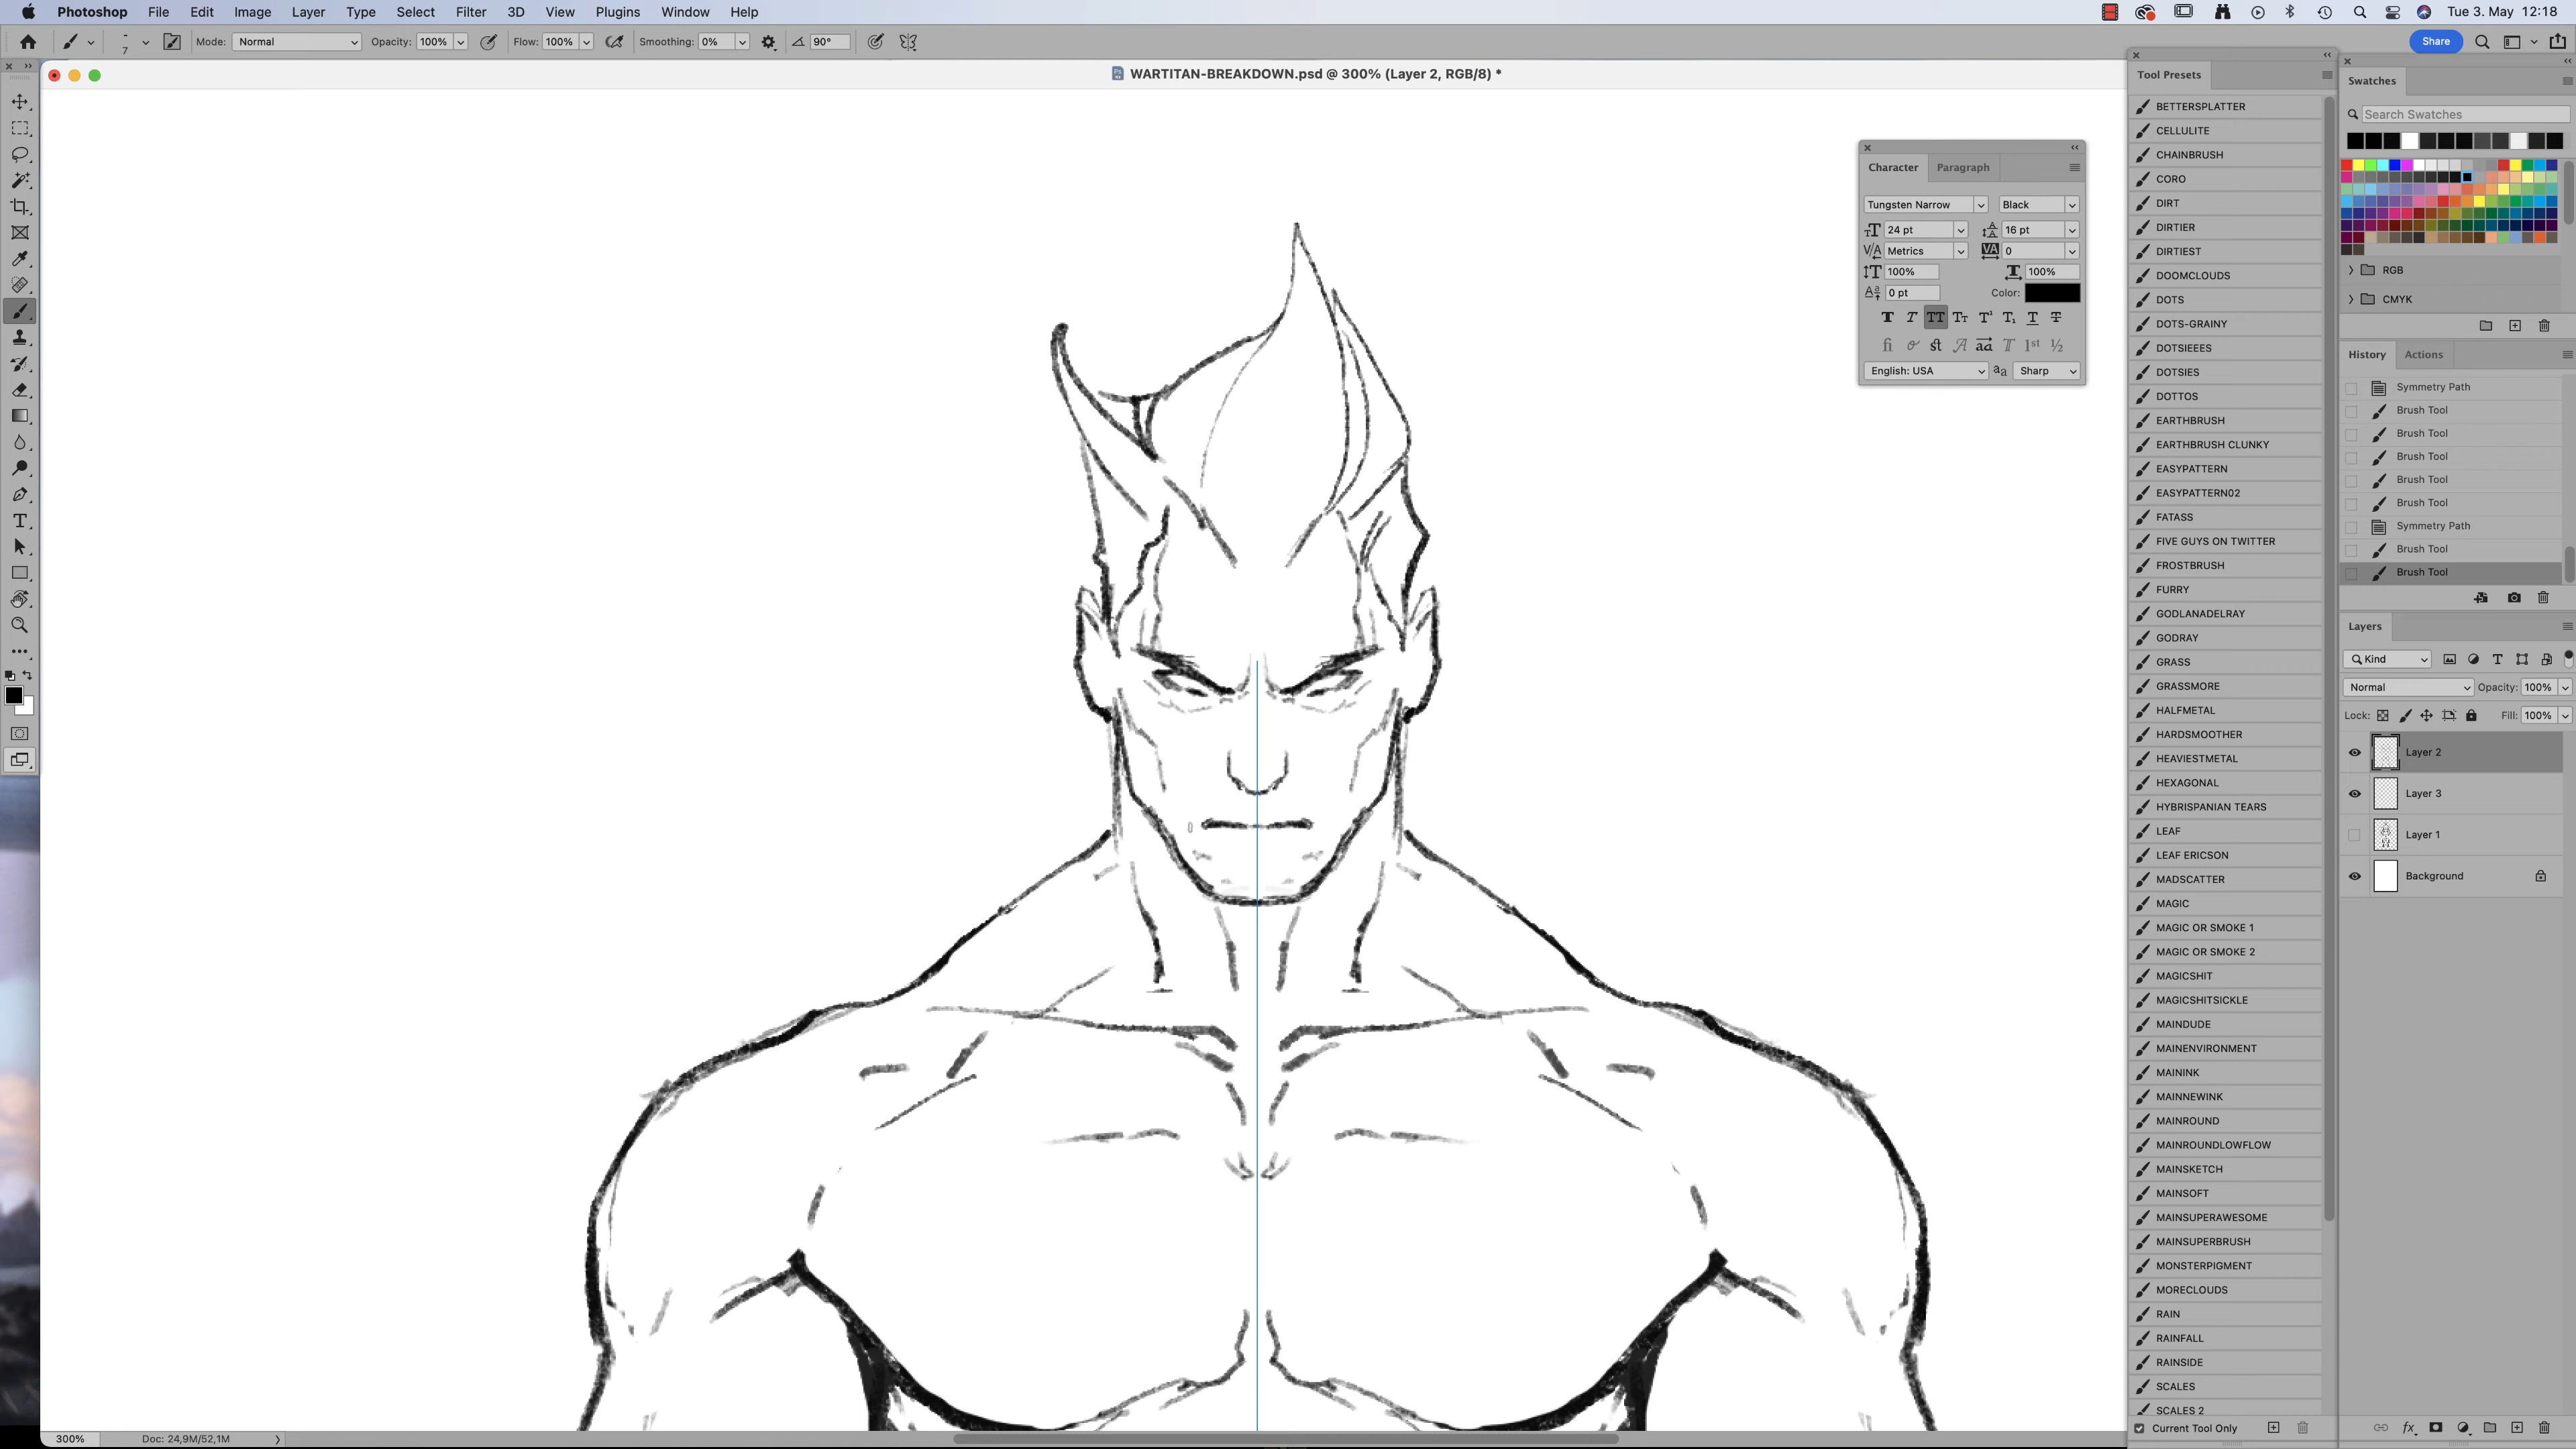 Photoshop File Edit Image Layer Type Select Filter 3D View Plugins Window Help Tue 3. May 12:18
7 Mode: Normal Opacity: 100% Flow: 100% Smoothing: 0% 90° Share
WARTITAN-BREAKDOWN.psd @ 300% (Layer 2, RGB/8) *
Character Paragraph
Tungsten Narrow Black
24 pt 16 pt
Metrics 0
100% 100%
0 pt Color:
English: USA Sharp
Tool Presets
BETTERSPLATTER
CELLULITE
CHAINBRUSH
CORO
DIRT
DIRTIER
DIRTIEST
DOOMCLOUDS
DOTS
DOTS-GRAINY
DOTSIEEES
DOTSIES
DOTTOS
EARTHBRUSH
EARTHBRUSH CLUNKY
EASYPATTERN
EASYPATTERN02
FATASS
FIVE GUYS ON TWITTER
FROSTBRUSH
FURRY
GODLANADELRAY
GODRAY
GRASS
GRASSMORE
HALFMETAL
HARDSMOOTHER
HEAVIESTMETAL
HEXAGONAL
HYBRISPANIAN TEARS
LEAF
LEAF ERICSON
MADSCATTER
MAGIC
MAGIC OR SMOKE 1
MAGIC OR SMOKE 2
MAGICSHIT
MAGICSHITSICKLE
MAINDUDE
MAINENVIRONMENT
MAININK
MAINNEWINK
MAINROUND
MAINROUNDLOWFLOW
MAINSKETCH
MAINSOFT
MAINSUPERAWESOME
MAINSUPERBRUSH
MONSTERPIGMENT
MORECLOUDS
RAIN
RAINFALL
RAINSIDE
SCALES
SCALES 2
Current Tool Only
Swatches
Search Swatches
RGB
CMYK
History Actions
Symmetry Path
Brush Tool
Brush Tool
Brush Tool
Brush Tool
Brush Tool
Symmetry Path
Brush Tool
Brush Tool
Layers
Kind
Normal Opacity: 100%
Lock: Fill: 100%
Layer 2
Layer 3
Layer 1
Background
300% Doc: 24,9M/52,1M